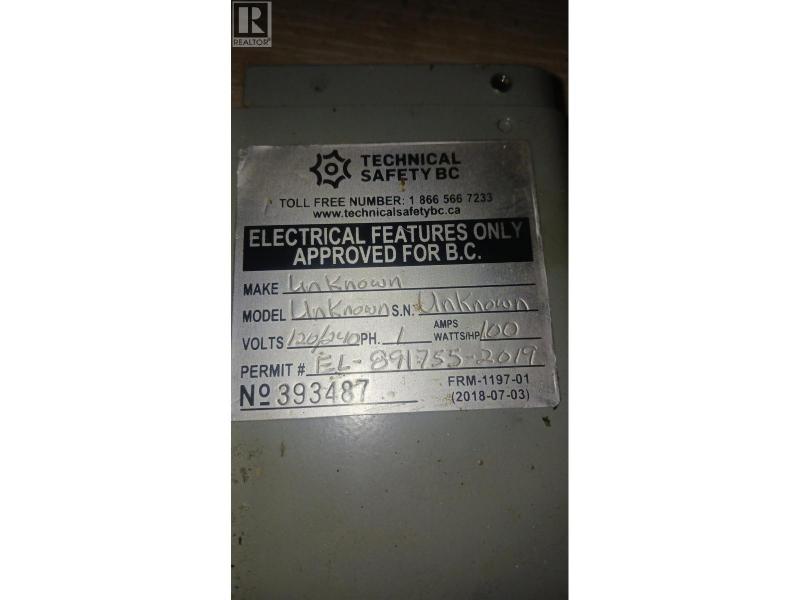 R
REALTOR
TECHNICAL
SAFETY BC
TOLL FREE NUMBER: 1 866 566 7233
www.technicalsafetybc.ca
ELECTRICAL FEATURES ONLY
APPROVED FOR B.C.
MAKE Unknown
MODEL Unknown S.N. Unknown
VOLTS 120/240 PH. 1 AMPS WATTS/HP 100
PERMIT # EL-891755-2019
No 393487
FRM-1197-01
(2018-07-03)